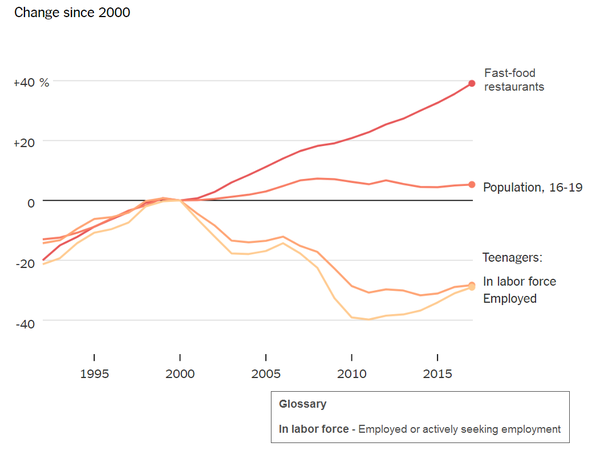 Change since 2000
+40 %
+20
0
-20
-40
Fast-food
restaurants
Population, 16-19
Teenagers:
In labor force
Employed
1995
2000
2005
2010
2015
Glossary
In labor force - Employed or actively seeking employment